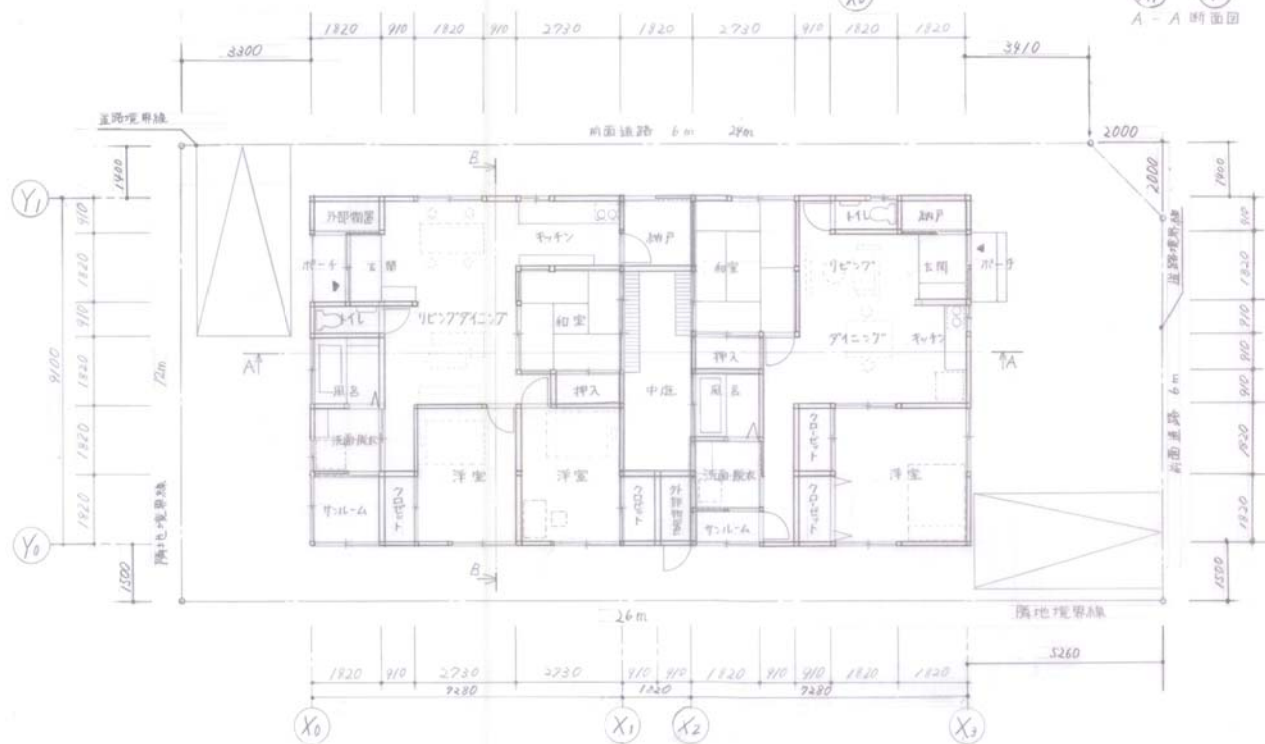 A - A 断面図
1820 910 1820 910 2730 1820 2730 910 1820 1820
3300
3410
道路境界線
前面道路 6m 24m
2000
2000
1400
1400
B
Y1
外部物置
キッチン
納戸
和室
トイレ
納戸
ポーチ
玄関
リビング
玄関
ポーチ
道路境界線
トイレ
リビングダイニング
和室
ダイニング
キッチン
A
A
押入
風呂
押入
中庭
風呂
洗面脱衣
洋室
洋室
洗面脱衣
クローゼット
洋室
サンルーム
クロゼット
クロゼット
外部物置
サンルーム
クローゼット
Y0
B
910 1820 910 1820 1820 1820
9100
12m
隣地境界線
1500
910 1820 910 910 910 1820 1820
前面道路 6m
1500
26m
隣地境界線
5260
1820 910 2730 2730 910 910 1820 910 910 1820 1820
7280 1820 7280
X0 X1 X2 X3